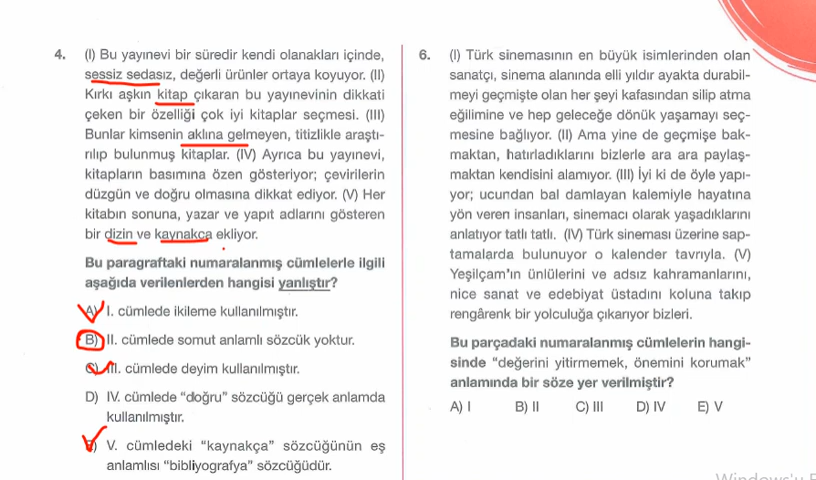 4. (I) Bu yayınevi bir süredir kendi olanakları içinde,
sessiz sedasız, değerli ürünler ortaya koyuyor. (II)
Kırkı aşkın kitap çıkaran bu yayınevinin dikkati
çeken bir özelliği çok iyi kitaplar seçmesi. (III)
Bunlar kimsenin aklına gelmeyen, titizlikle araştı-
rılıp bulunmuş kitaplar. (IV) Ayrıca bu yayınevi,
kitapların basımına özen gösteriyor; çevirilerin
düzgün ve doğru olmasına dikkat ediyor. (V) Her
kitabın sonuna, yazar ve yapıt adlarını gösteren
bir dizin ve kaynakça ekliyor.
Bu paragraftaki numaralanmış cümlelerle ilgili
aşağıda verilenlerden hangisi yanlıştır?
A) I. cümlede ikileme kullanılmıştır.
B) II. cümlede somut anlamlı sözcük yoktur.
C) III. cümlede deyim kullanılmıştır.
D) IV. cümlede “doğru” sözcüğü gerçek anlamda
kullanılmıştır.
E) V. cümledeki “kaynakça” sözcüğünün eş
anlamlısı “bibliyografya” sözcüğüdür.
6. (I) Türk sinemasının en büyük isimlerinden olan
sanatçı, sinema alanında elli yıldır ayakta durabil-
meyi geçmişte olan her şeyi kafasından silip atma
eğilimine ve hep geleceğe dönük yaşamayı seç-
mesine bağlıyor. (II) Ama yine de geçmişe bak-
maktan, hatırladıklarını bizlerle ara ara paylaş-
maktan kendisini alamıyor. (III) İyi ki de öyle yapı-
yor; ucundan bal damlayan kalemiyle hayatına
yön veren insanları, sinemacı olarak yaşadıklarını
anlatıyor tatlı tatlı. (IV) Türk sineması üzerine sap-
tamalarda bulunuyor o kalender tavrıyla. (V)
Yeşilçam’ın ünlülerini ve adsız kahramanlarını,
nice sanat ve edebiyat üstadını koluna takıp
rengârenk bir yolculuğa çıkarıyor bizleri.
Bu parçadaki numaralanmış cümlelerin hangi-
sinde “değerini yitirmemek, önemini korumak”
anlamında bir söze yer verilmiştir?
A) I B) II C) III D) IV E) V